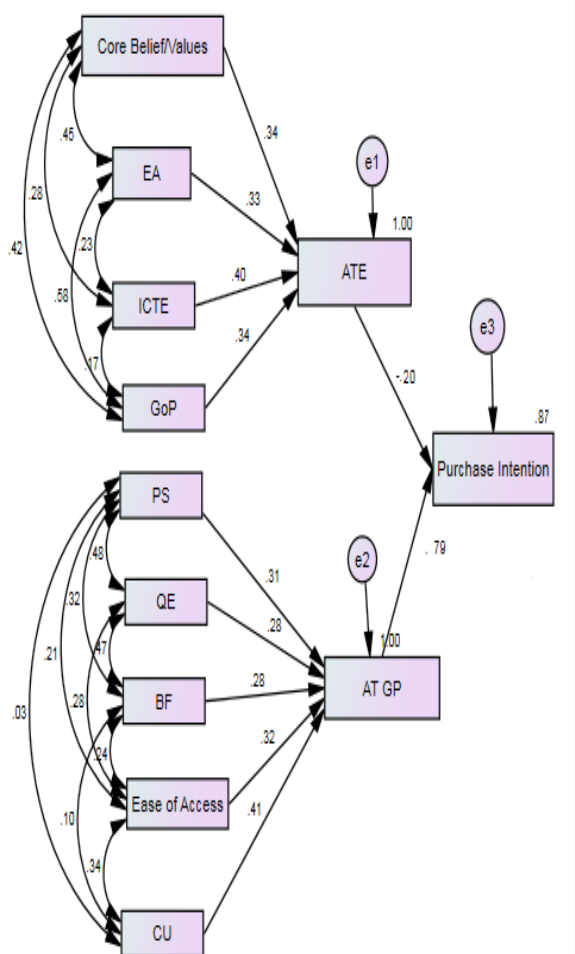 Core Belief/Values
.34
e1
.45
EA
.33
1.00
.28
.23
ATE
.42
.58
ICTE
.40
e3
.34
.17
-.20
GoP
.87
Purchase Intention
PS
.48
e2
.79
.31
.32
QE
.28
.21
.47
1.00
.28
BF
.28
AT GP
.03
.24
.32
Ease of Access
.10
.41
.34
CU